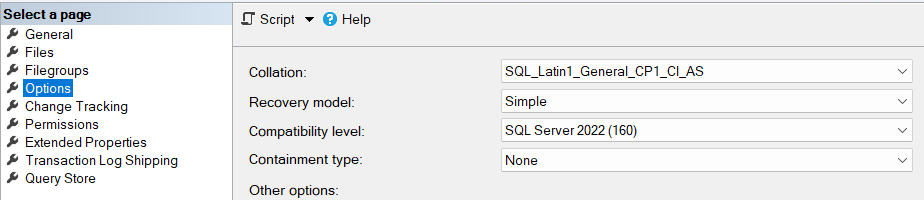 Select a page
General
Files
Filegroups
Options
Change Tracking
Permissions
Extended Properties
Transaction Log Shipping
Query Store
Script Help
Collation: SQL_Latin1_General_CP1_CI_AS
Recovery model: Simple
Compatibility level: SQL Server 2022 (160)
Containment type: None
Other options: